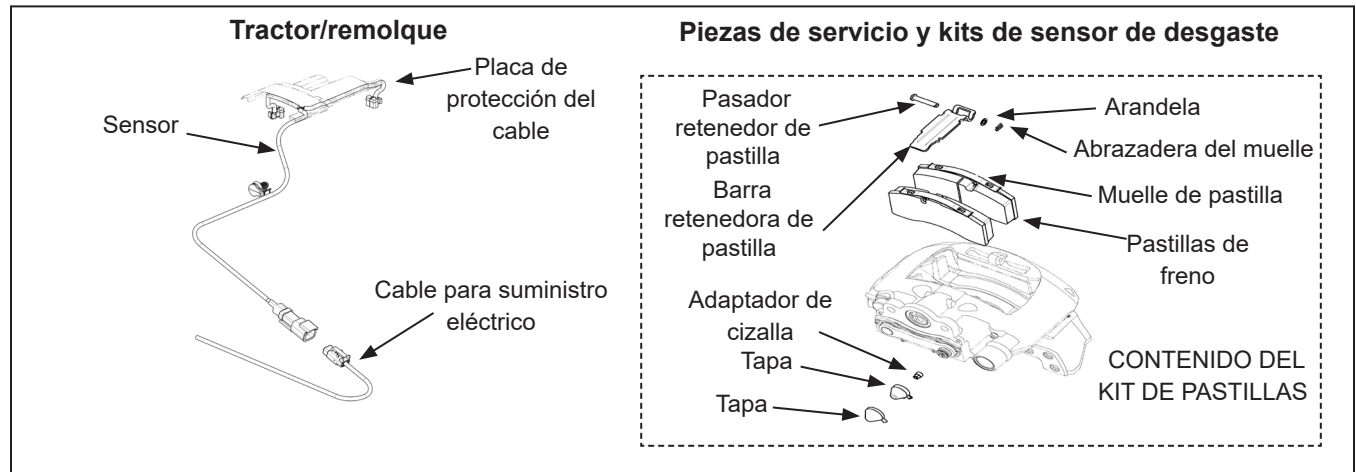 Tractor/remolque
Placa de
protección del
cable
Sensor
Cable para suministro
eléctrico
Piezas de servicio y kits de sensor de desgaste
Pasador
retenedor de
pastilla
Barra
retenedora de
pastilla
Arandela
Abrazadera del muelle
Muelle de pastilla
Pastillas de
freno
Adaptador de
cizalla
Tapa
Tapa
CONTENIDO DEL
KIT DE PASTILLAS